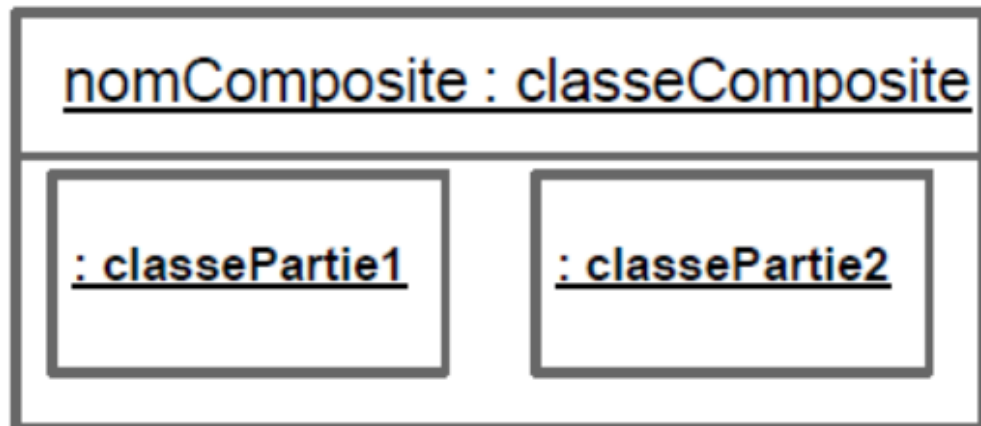 nomComposite : classeComposite
: classePartie1
: classePartie2